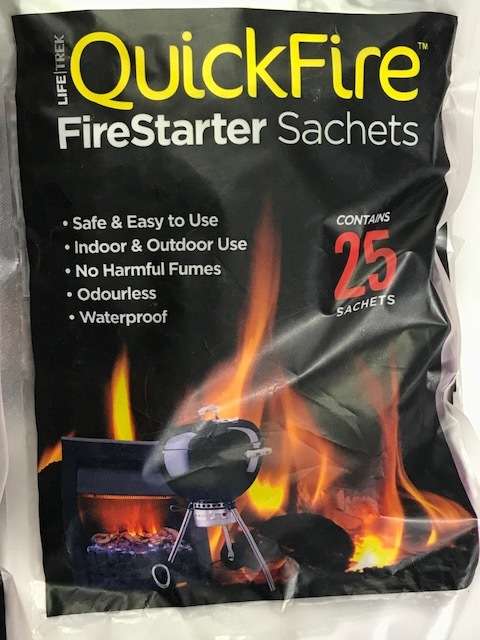 LIFE|TREK
QuickFire™
FireStarter Sachets
• Safe & Easy to Use
• Indoor & Outdoor Use
• No Harmful Fumes
• Odourless
• Waterproof
CONTAINS
25
SACHETS